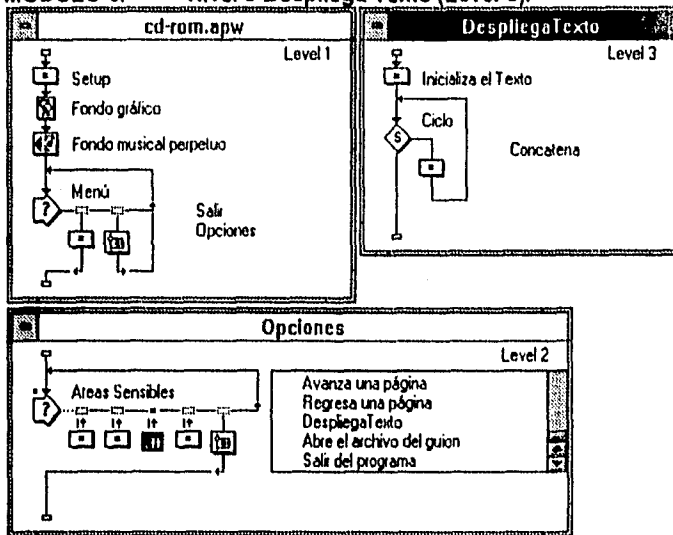 cd-rom.apw
Level 1
Setup
Fondo gráfico
Fondo musical perpetuo
Menú
Salir
Opciones
DespliegaTexto
Level 3
Inicializa el Texto
Ciclo
Concatena
Opciones
Level 2
Areas Sensibles
Avanza una página
Regresa una página
DespliegaTexto
Abre el archivo del guion
Salir del programa